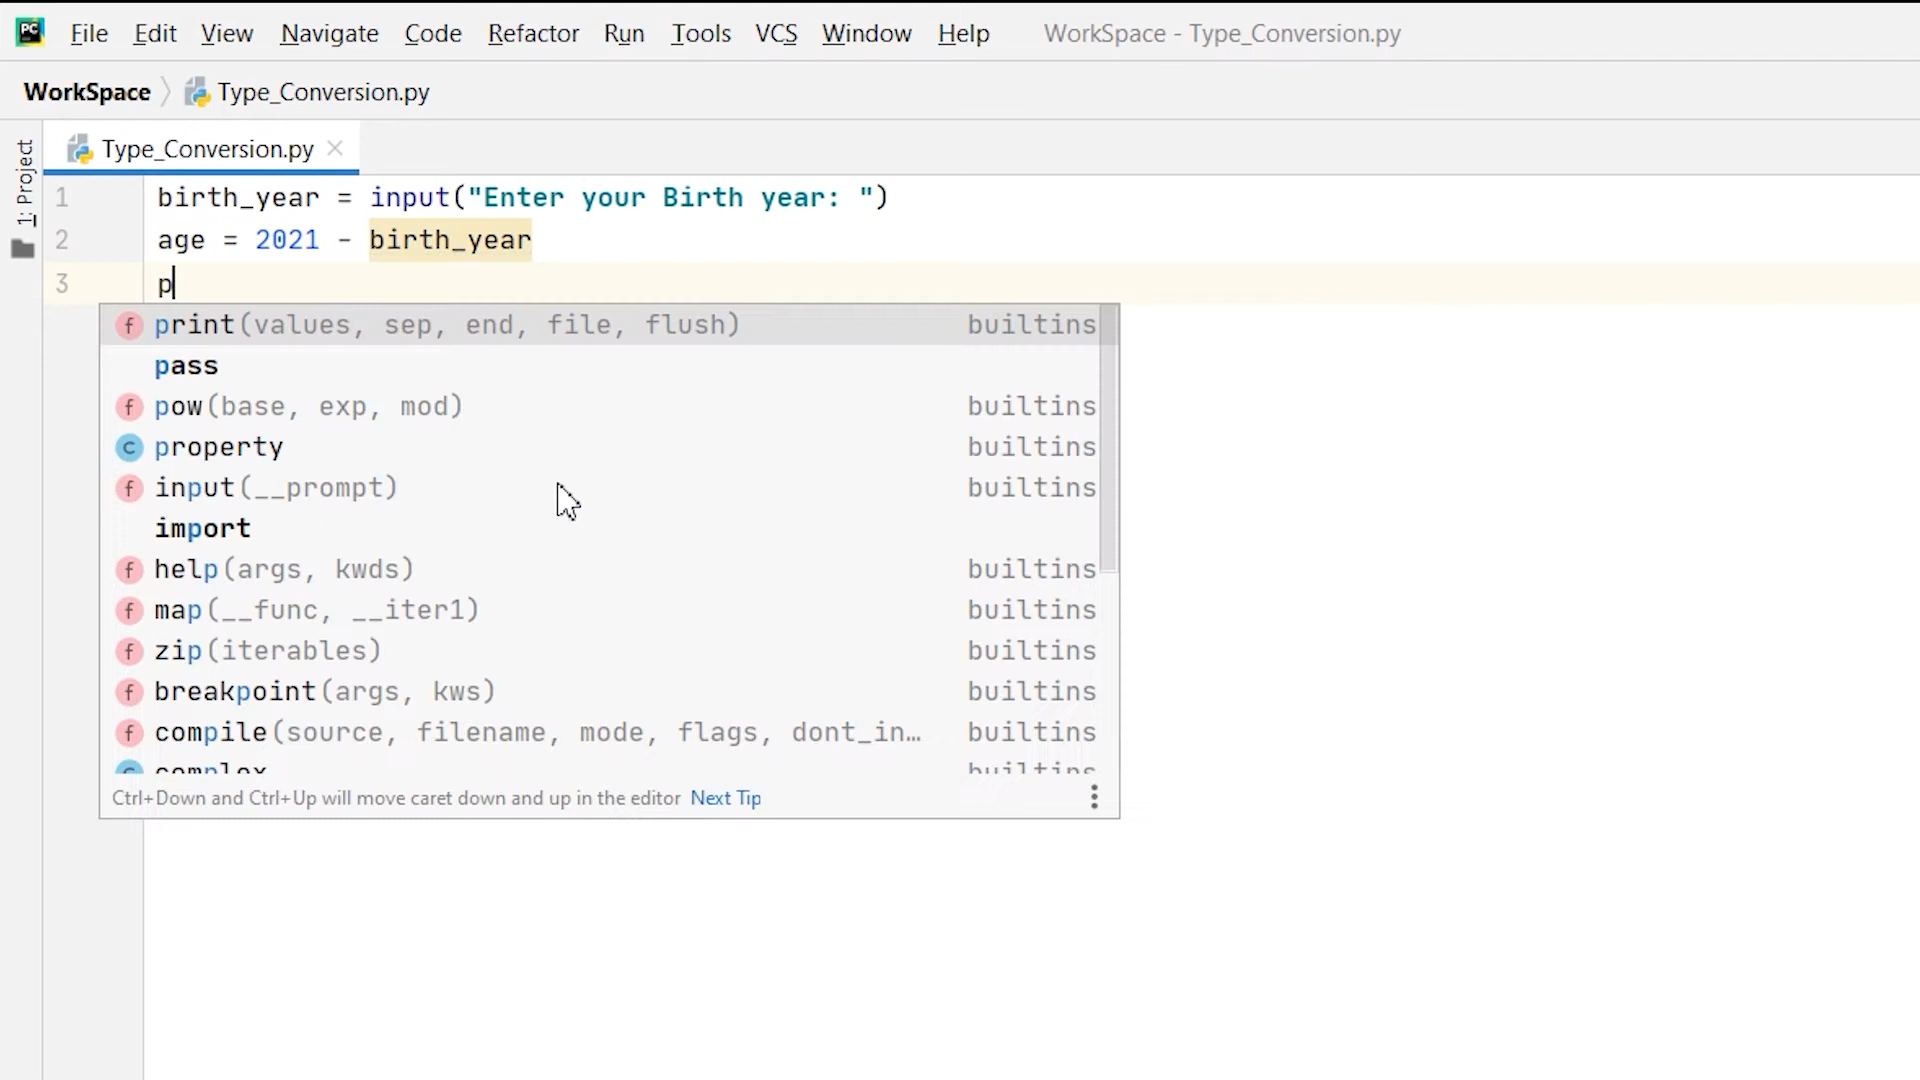 PC File Edit View Navigate Code Refactor Run Tools VCS Window Help WorkSpace - Type_Conversion.py
WorkSpace Type_Conversion.py
Type_Conversion.py
1: Project
1 birth_year = input("Enter your Birth year: ")
2 age = 2021 - birth_year
3 p
f print(values, sep, end, file, flush) builtins
pass
f pow(base, exp, mod) builtins
c property builtins
f input(__prompt) builtins
import
f help(args, kwds) builtins
f map(__func, __iter1) builtins
f zip(iterables) builtins
f breakpoint(args, kws) builtins
f compile(source, filename, mode, flags, dont_in… builtins
c complex builtins
Ctrl+Down and Ctrl+Up will move caret down and up in the editor Next Tip